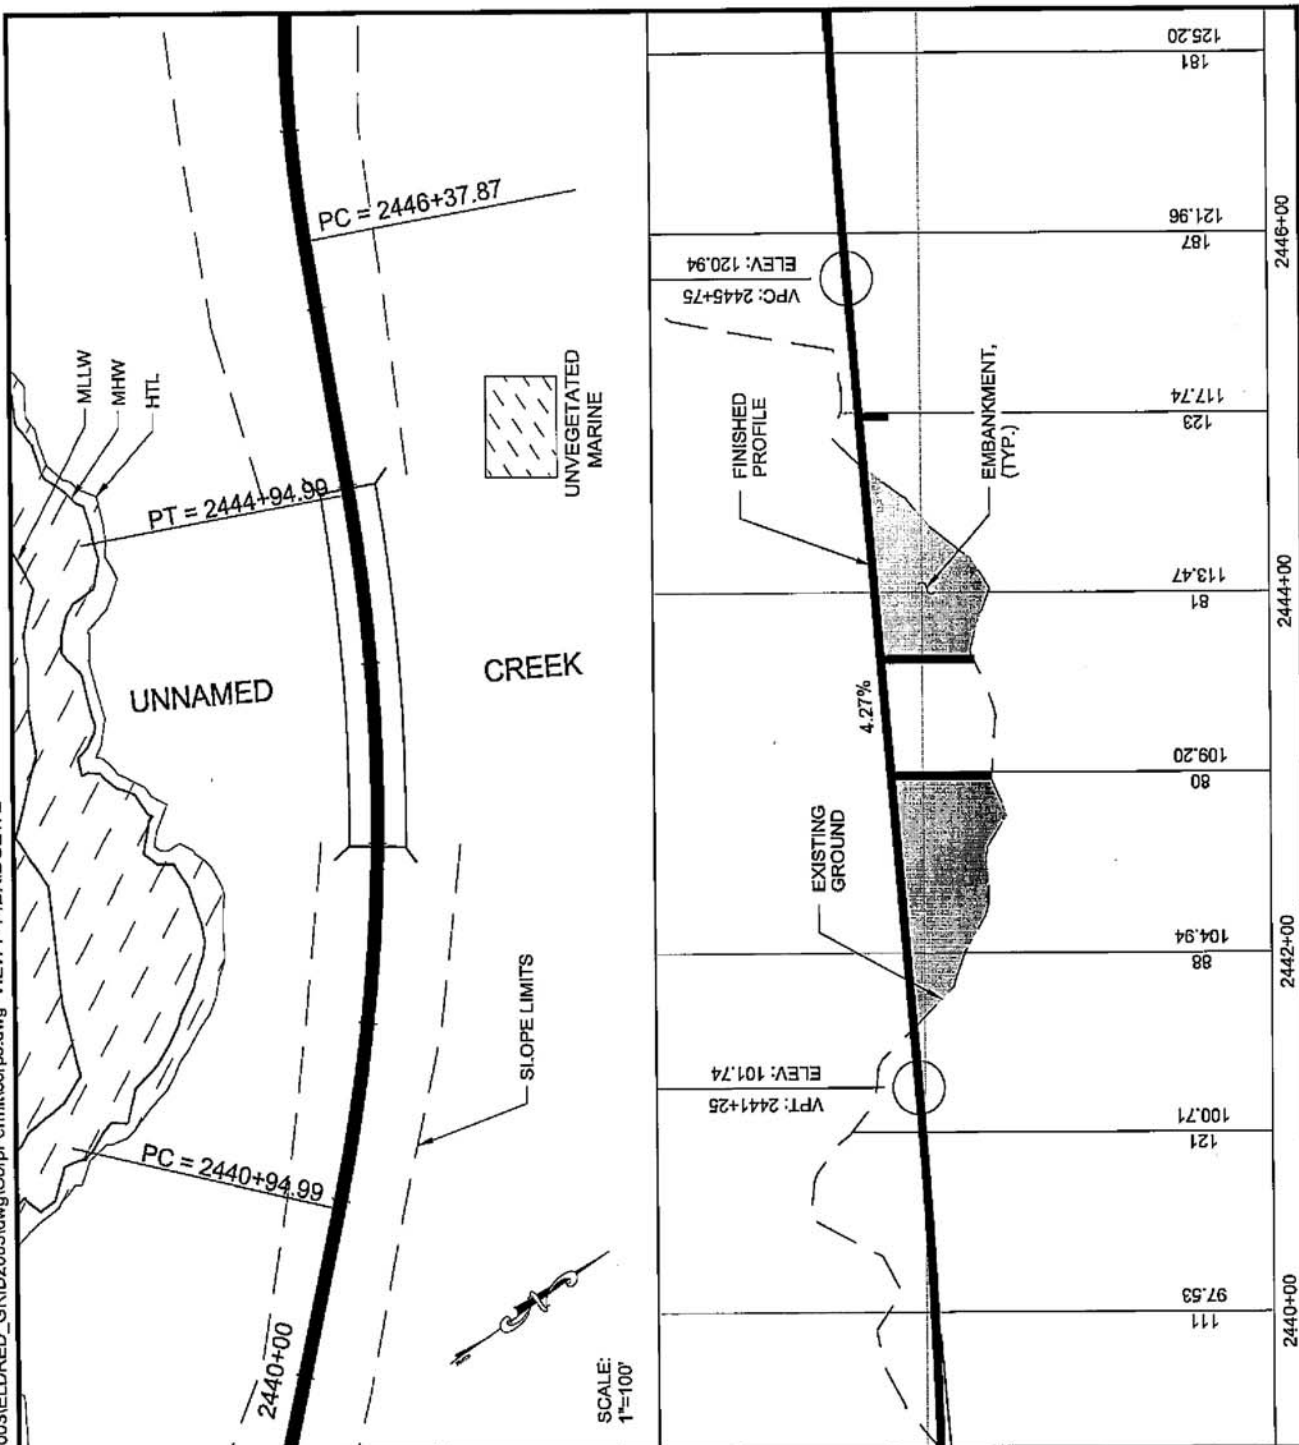 MLLW
MHW
HTL
PC = 2446+37.87
PT = 2444+94.99
UNVEGETATED
MARINE
UNNAMED
CREEK
SLOPE LIMITS
PC = 2440+94.99
2440+00
SCALE:
1"=100'
125.20
181
121.96
187
2446+00
ELEV: 120.94
VPC: 2445+75
FINISHED
PROFILE
117.74
123
EMBANKMENT,
(TYP.)
113.47
81
2444+00
4.27%
109.20
80
EXISTING
GROUND
104.94
88
2442+00
ELEV: 101.74
VPT: 2441+25
100.71
121
97.53
111
2440+00